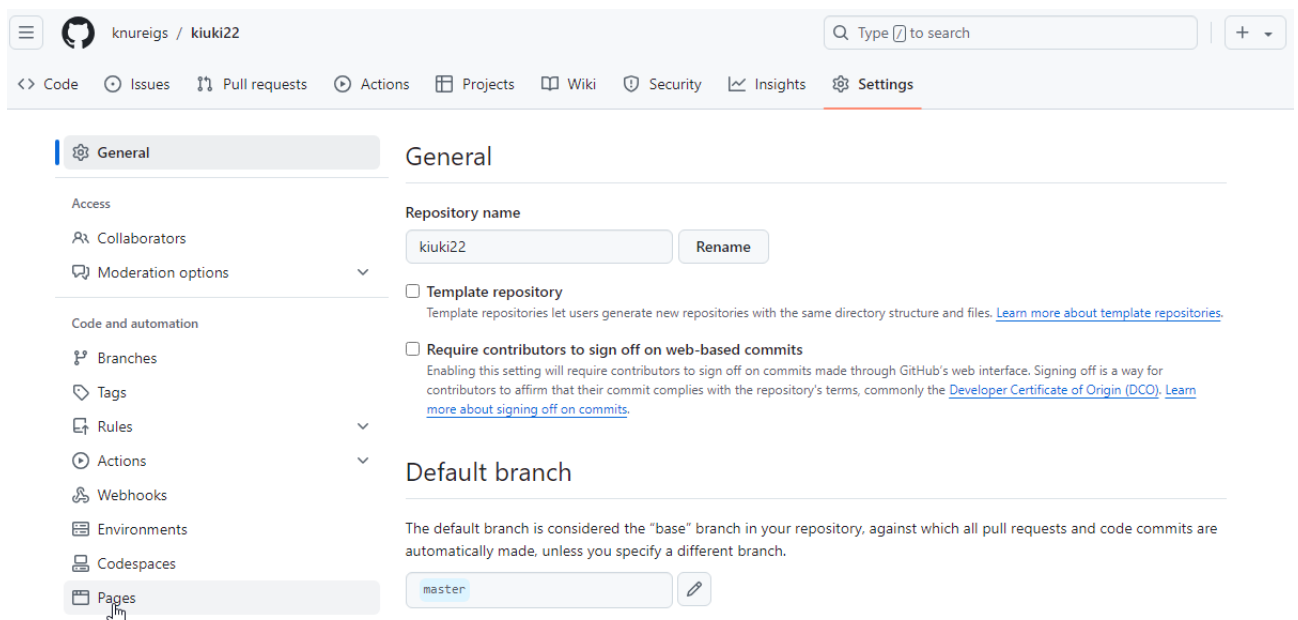 knureigs / kiuki22
Type / to search
Code Issues Pull requests Actions Projects Wiki Security Insights Settings
General
Access
Collaborators
Moderation options
Code and automation
Branches
Tags
Rules
Actions
Webhooks
Environments
Codespaces
Pages
General
Repository name
kiuki22 Rename
Template repository
Template repositories let users generate new repositories with the same directory structure and files. Learn more about template repositories.
Require contributors to sign off on web-based commits
Enabling this setting will require contributors to sign off on commits made through GitHub's web interface. Signing off is a way for
contributors to affirm that their commit complies with the repository's terms, commonly the Developer Certificate of Origin (DCO). Learn
more about signing off on commits.
Default branch
The default branch is considered the “base” branch in your repository, against which all pull requests and code commits are
automatically made, unless you specify a different branch.
master